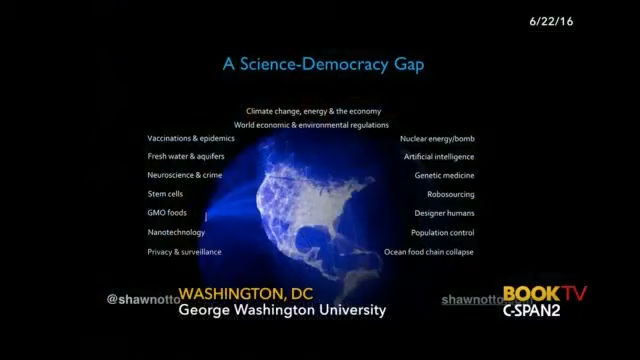 6/22/16
A Science-Democracy Gap
Climate change, energy & the economy
World economic & environmental regulations
Vaccinations & epidemics
Nuclear energy/bomb
Fresh water & aquifers
Artificial intelligence
Neuroscience & crime
Genetic medicine
Stem cells
Robosourcing
GMO foods
Designer humans
Nanotechnology
Population control
Privacy & surveillance
Ocean food chain collapse
@shawnotto
WASHINGTON, DC
George Washington University
BOOK TV
C-SPAN2